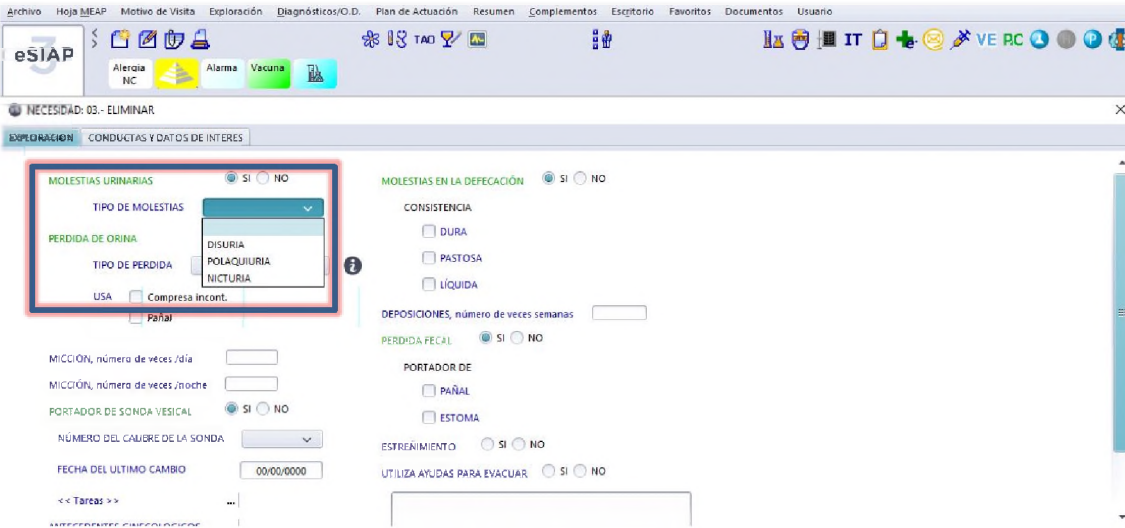 Archivo Hoja MEAP Motivo de Visita Exploración Diagnósticos/O.D. Plan de Actuación Resumen Complementos Escritorio Favoritos Documentos Usuario
eSIAP 3 TAO IT VE RC P
Alergia NC Alarma Vacuna
NECESIDAD: 03.- ELIMINAR
EXPLORACION CONDUCTAS Y DATOS DE INTERES
MOLESTIAS URINARIAS SI NO
TIPO DE MOLESTIAS
DISURIA
POLAQUIURIA
NICTURIA
PERDIDA DE ORINA
TIPO DE PERDIDA
USA Compresa incont.
Pañal
MICCIÓN, número de veces /día
MICCIÓN, número de veces /noche
PORTADOR DE SONDA VESICAL SI NO
NÚMERO DEL CALIBRE DE LA SONDA
FECHA DEL ULTIMO CAMBIO 00/00/0000
<< Tareas >> ...
ANTECEDENTES GINECOLOGICOS
MOLESTIAS EN LA DEFECACIÓN SI NO
CONSISTENCIA
DURA
PASTOSA
LÍQUIDA
DEPOSICIONES, número de veces semanas
PERDIDA FECAL SI NO
PORTADOR DE
PAÑAL
ESTOMA
ESTREÑIMIENTO SI NO
UTILIZA AYUDAS PARA EVACUAR SI NO